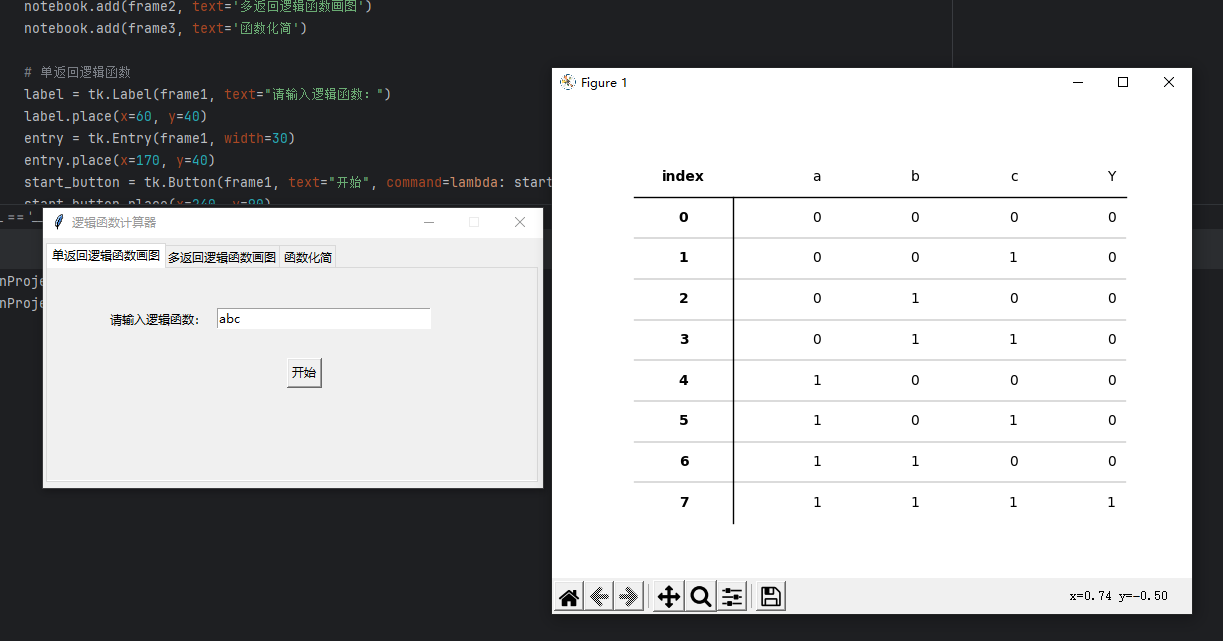 notebook.add(frame2, text='多返回逻辑函数画图')
notebook.add(frame3, text='函数化简')
# 单返回逻辑函数
label = tk.Label(frame1, text="请输入逻辑函数: ")
label.place(x=60, y=40)
entry = tk.Entry(frame1, width=30)
entry.place(x=170, y=40)
start_button = tk.Button(frame1, text="开始", command=lambda: start
start_button.place(x=240, y=90)
_ == '_
nProje
nProje
逻辑函数计算器
单返回逻辑函数画图 多返回逻辑函数画图 函数化简
请输入逻辑函数: abc
开始
Figure 1
index a b c Y
0 0 0 0 0
1 0 0 1 0
2 0 1 0 0
3 0 1 1 0
4 1 0 0 0
5 1 0 1 0
6 1 1 0 0
7 1 1 1 1
x=0.74 y=-0.50